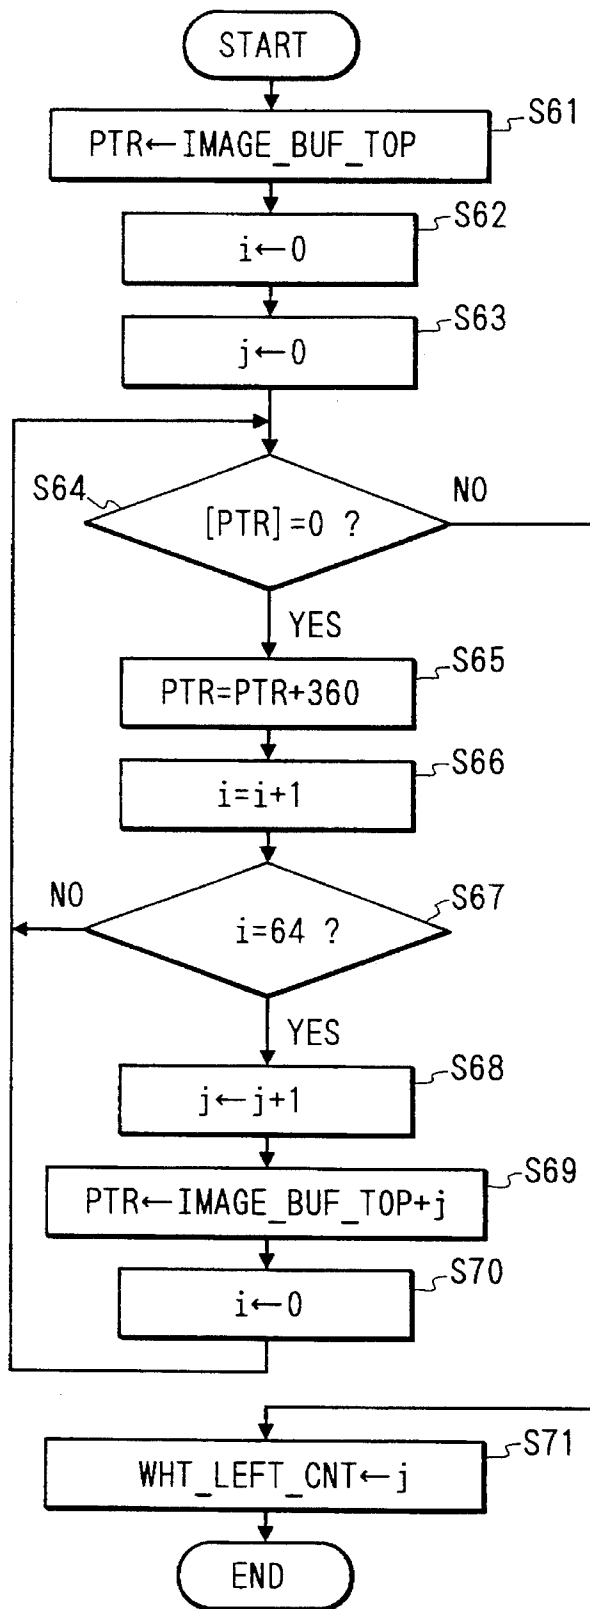 START
S61
PTR←IMAGE_BUF_TOP
S62
i←0
S63
j←0
S64
[PTR]=0 ?
NO
YES
S65
PTR=PTR+360
S66
i=i+1
S67
NO
i=64 ?
YES
S68
j←j+1
S69
PTR←IMAGE_BUF_TOP+j
S70
i←0
S71
WHT_LEFT_CNT←j
END